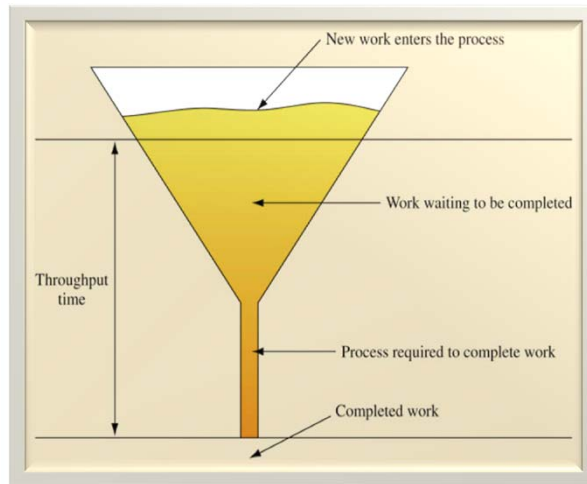 New work enters the process
Work waiting to be completed
Throughput
time
Process required to complete work
Completed work